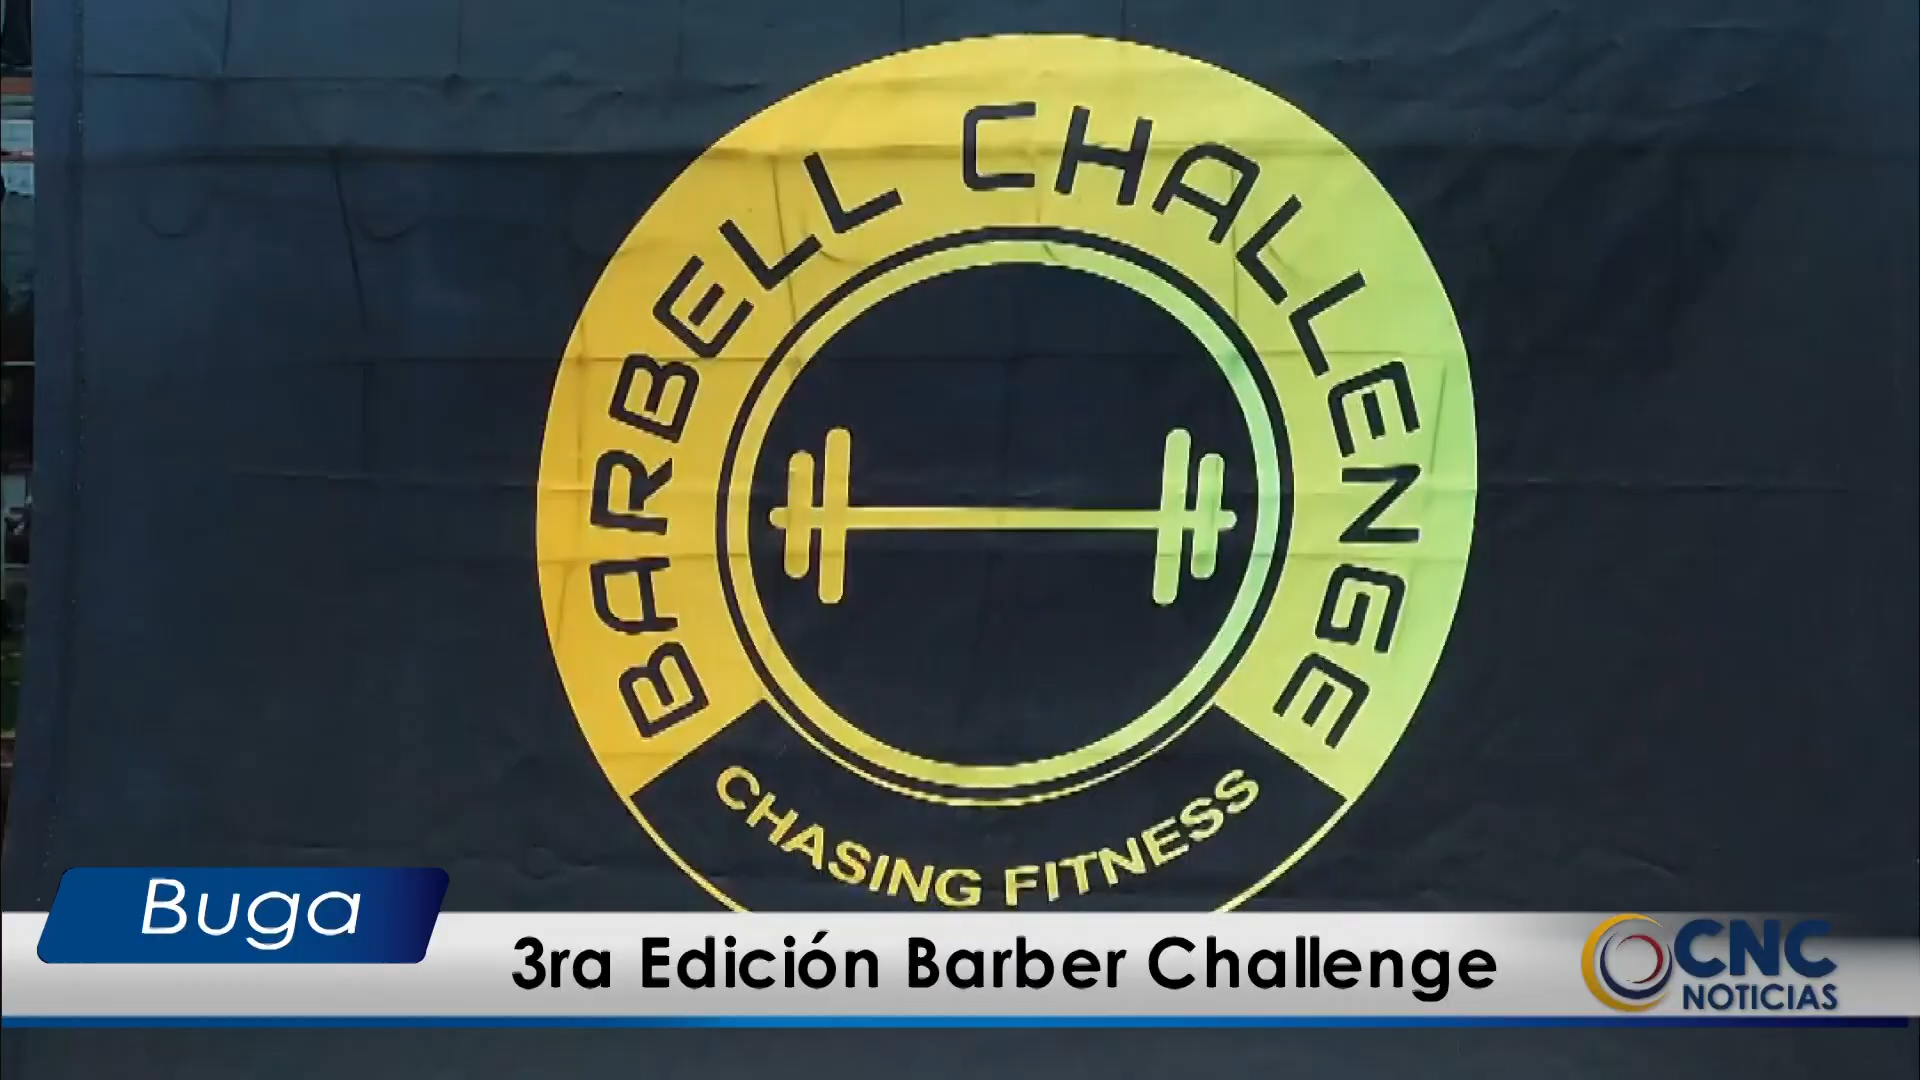 BARBELL CHALLENGE
CHASING FITNESS
Buga
3ra Edición Barber Challenge
CNC
NOTICIAS